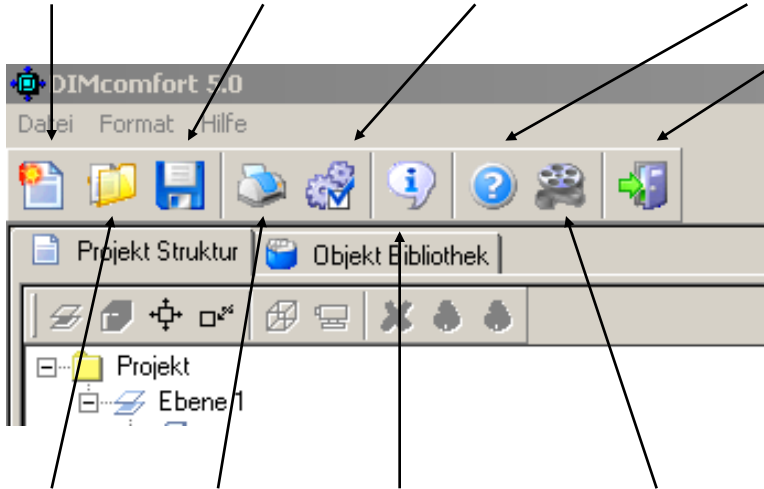 DIMcomfort 5.0
Datei Format Hilfe
Projekt Struktur Objekt Bibliothek
Projekt
Ebene 1